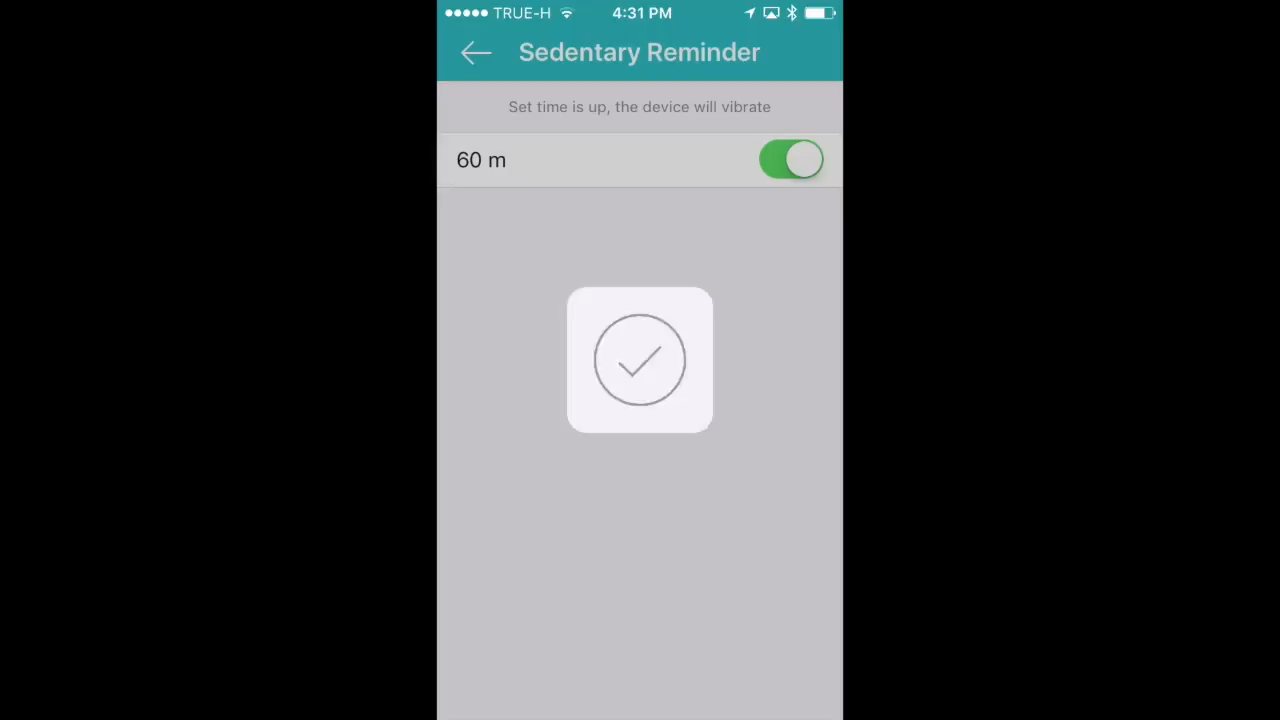 TRUE-H 4:31 PM
Sedentary Reminder
Set time is up, the device will vibrate
60 m